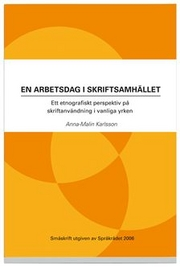 EN ARBETSDAG I SKRIFTSAMHÄLLET
Ett etnografiskt perspektiv på
skriftanvändning i vanliga yrken
Anna-Malin Karlsson
Småskrift utgiven av Språkrådet 2006